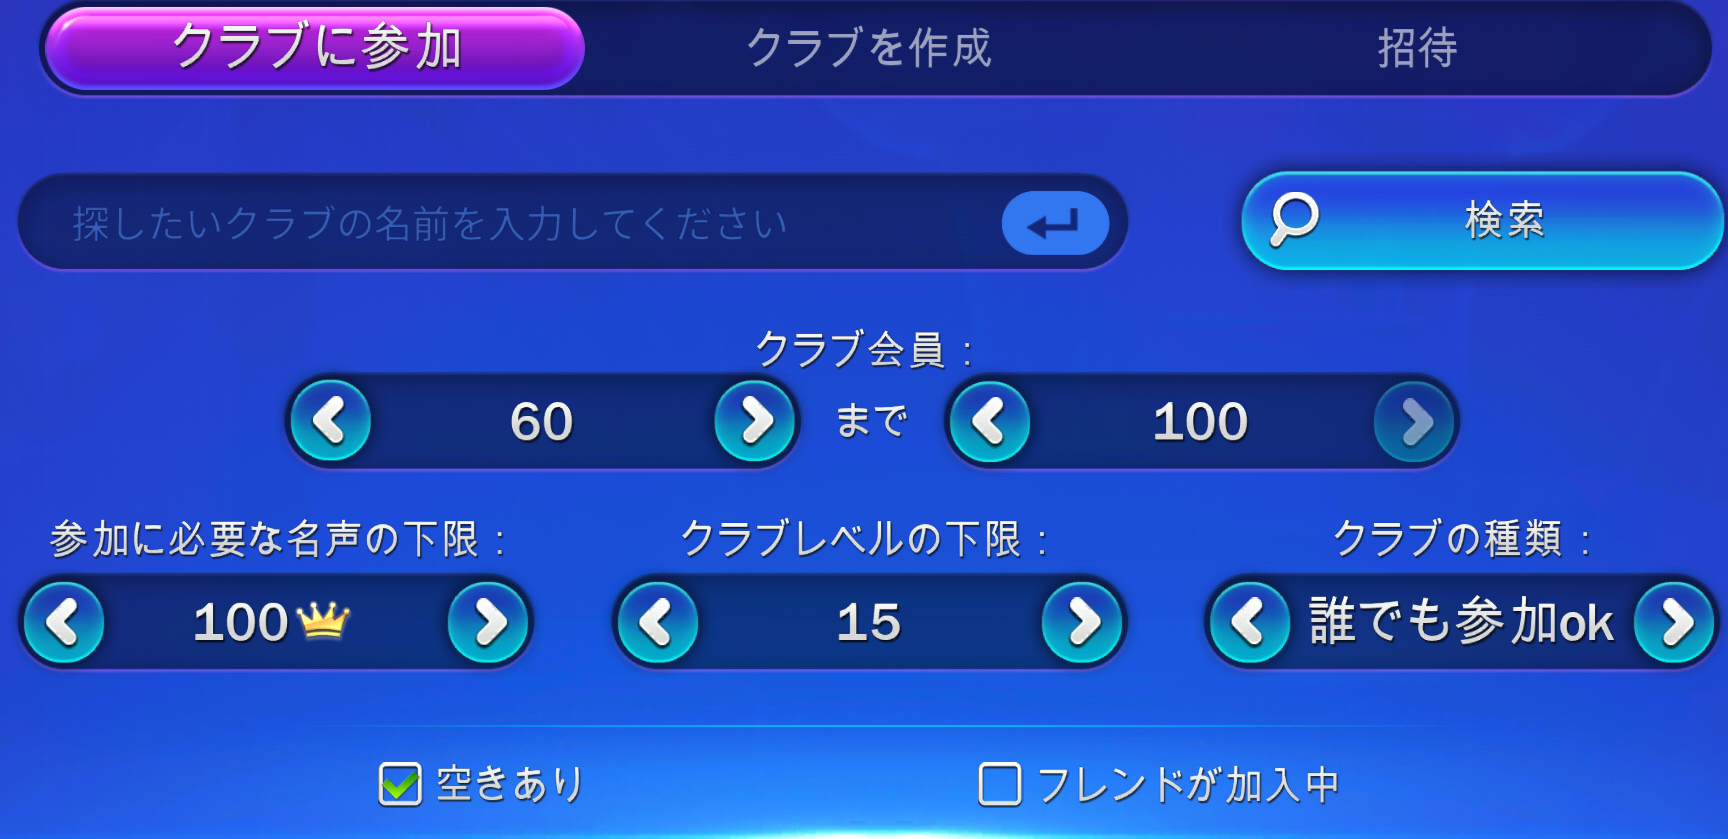 クラブに参加 クラブを作成 招待
探したいクラブの名前を入力してください 検索
クラブ会員：
60 まで 100
参加に必要な名声の下限： クラブレベルの下限： クラブの種類：
100 15 誰でも参加ok
空きあり フレンドが加入中